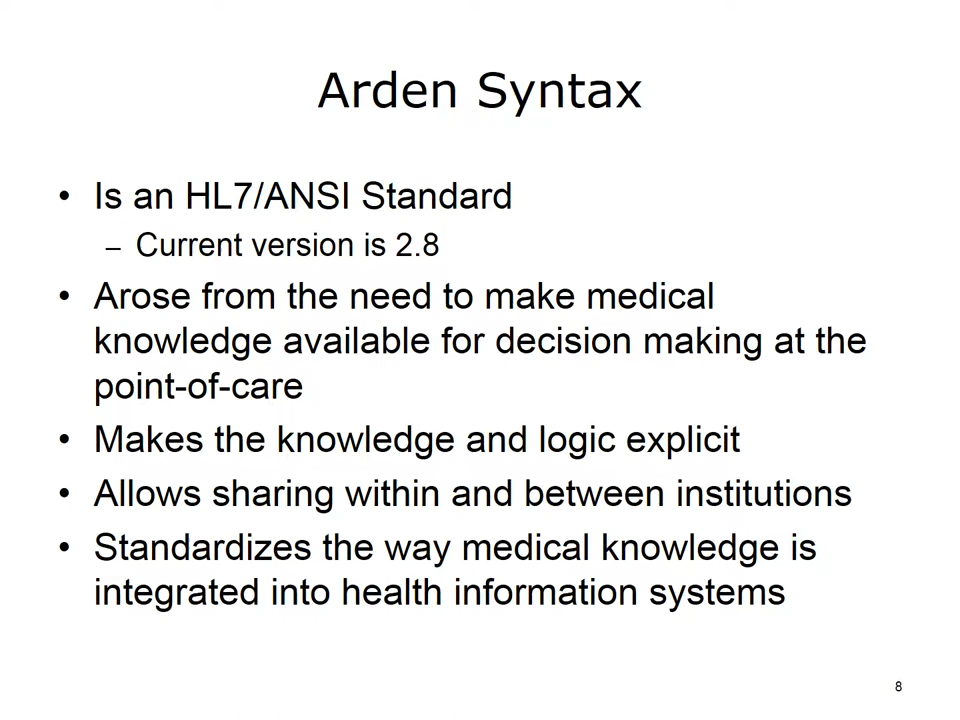 Arden Syntax
• Is an HL7/ANSI Standard
– Current version is 2.8
• Arose from the need to make medical
knowledge available for decision making at the
point-of-care
• Makes the knowledge and logic explicit
• Allows sharing within and between institutions
• Standardizes the way medical knowledge is
integrated into health information systems
8